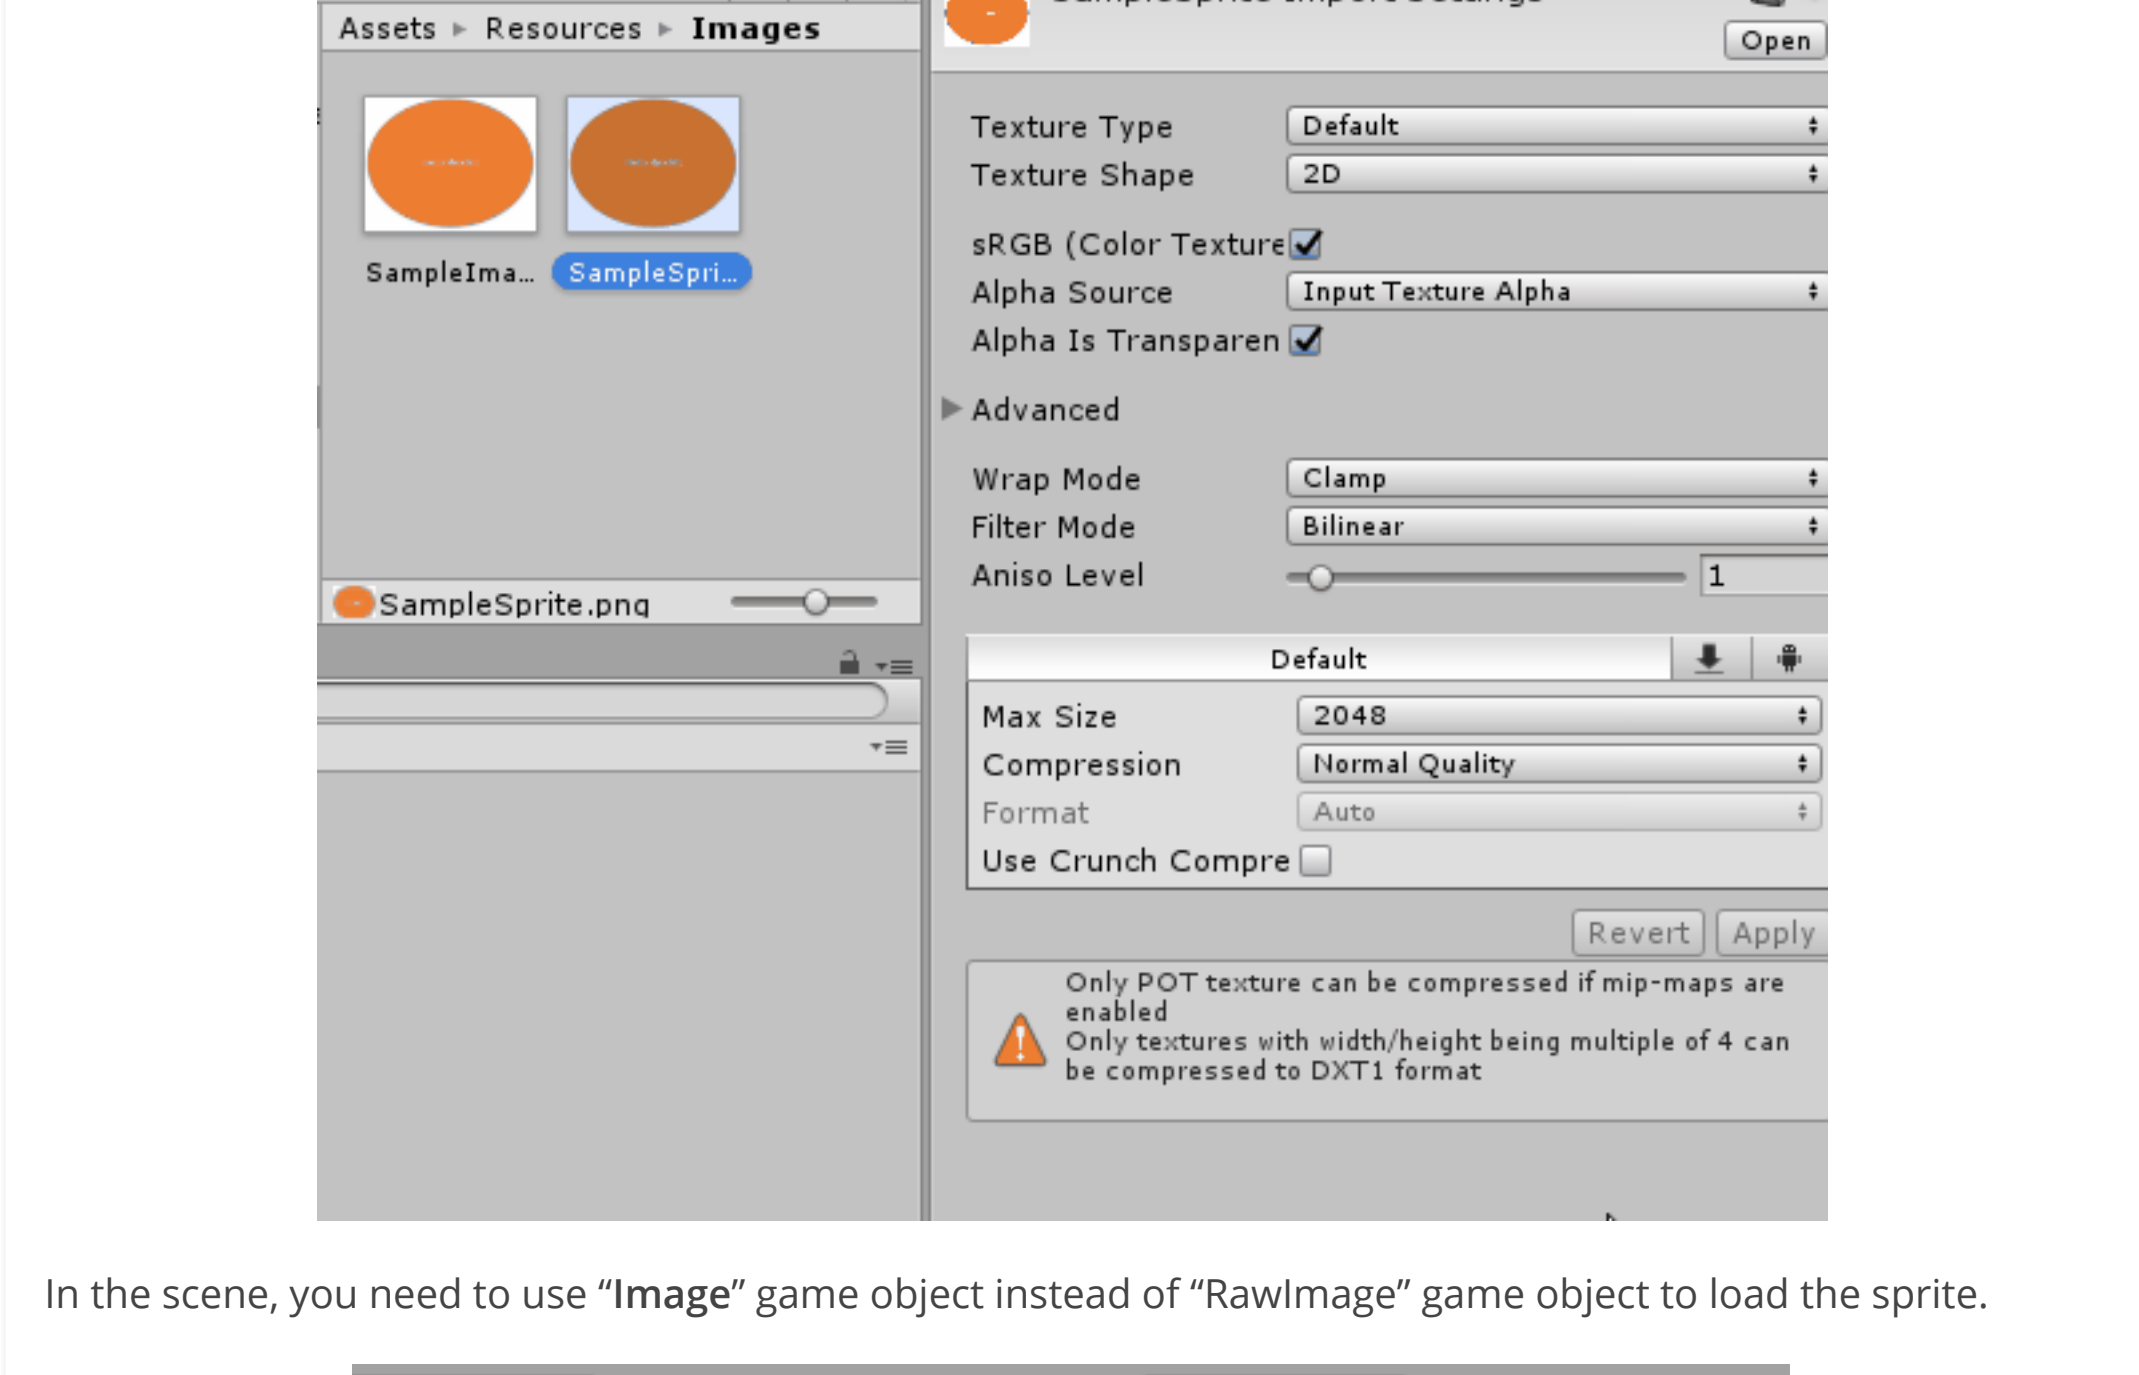 Assets ▸ Resources ▸ Images
SampleIma...
SampleSpri...
SampleSprite.png
SampleSprite Import Settings
Open
Texture Type Default
Texture Shape 2D
sRGB (Color Texture
Alpha Source Input Texture Alpha
Alpha Is Transparen
Advanced
Wrap Mode Clamp
Filter Mode Bilinear
Aniso Level 1
Default
Max Size 2048
Compression Normal Quality
Format Auto
Use Crunch Compre
Revert Apply
Only POT texture can be compressed if mip-maps are
enabled
Only textures with width/height being multiple of 4 can
be compressed to DXT1 format
In the scene, you need to use “Image” game object instead of “RawImage” game object to load the sprite.